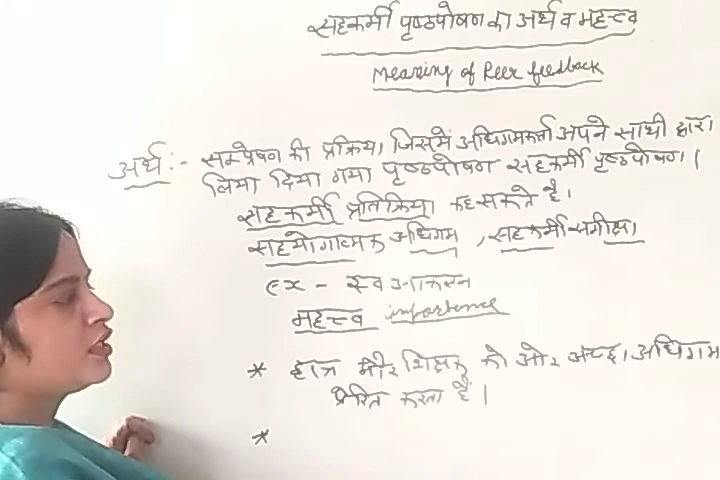 सहकर्मी पृष्ठपोषण का अर्थ व महत्त्व
Meaning of Peer feedback
अर्थ :- सम्प्रेषण की प्रक्रिया जिसमें अधिगमकर्ता अपने साथी द्वारा
लिया दिया गया पृष्ठपोषण सहकर्मी पृष्ठपोषण।
सहकर्मी प्रतिक्रिया कह सकते है।
सहयोगात्मक अधिगम , सहकर्मी समीक्षा
ex - स्व आकलन
महत्त्व importence
* छात्र और शिक्षक को और अच्छा अधिगम
प्रेरित करता है।
*